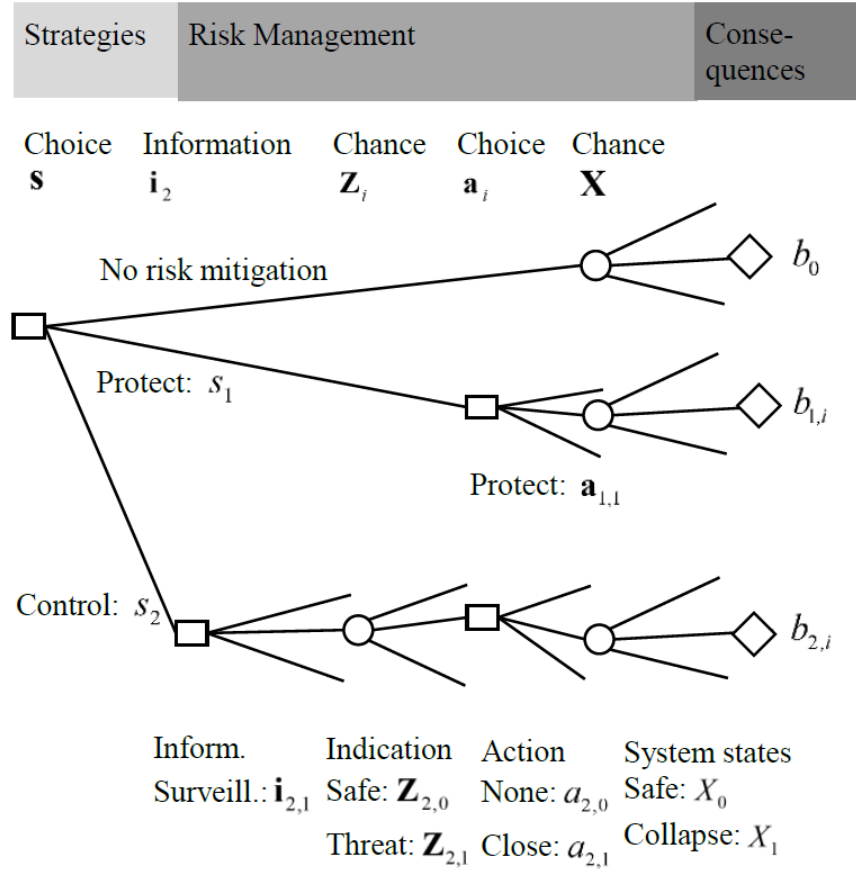 Strategies Risk Management Conse-
quences
Choice Information Chance Choice Chance
s i₂ Zᵢ aᵢ X
No risk mitigation
b₀
Protect: s₁
b₁,ᵢ
Protect: a₁,₁
Control: s₂
b₂,ᵢ
Inform. Indication Action System states
Surveill.: i₂,₁ Safe: Z₂,₀ None: a₂,₀ Safe: X₀
Threat: Z₂,₁ Close: a₂,₁ Collapse: X₁